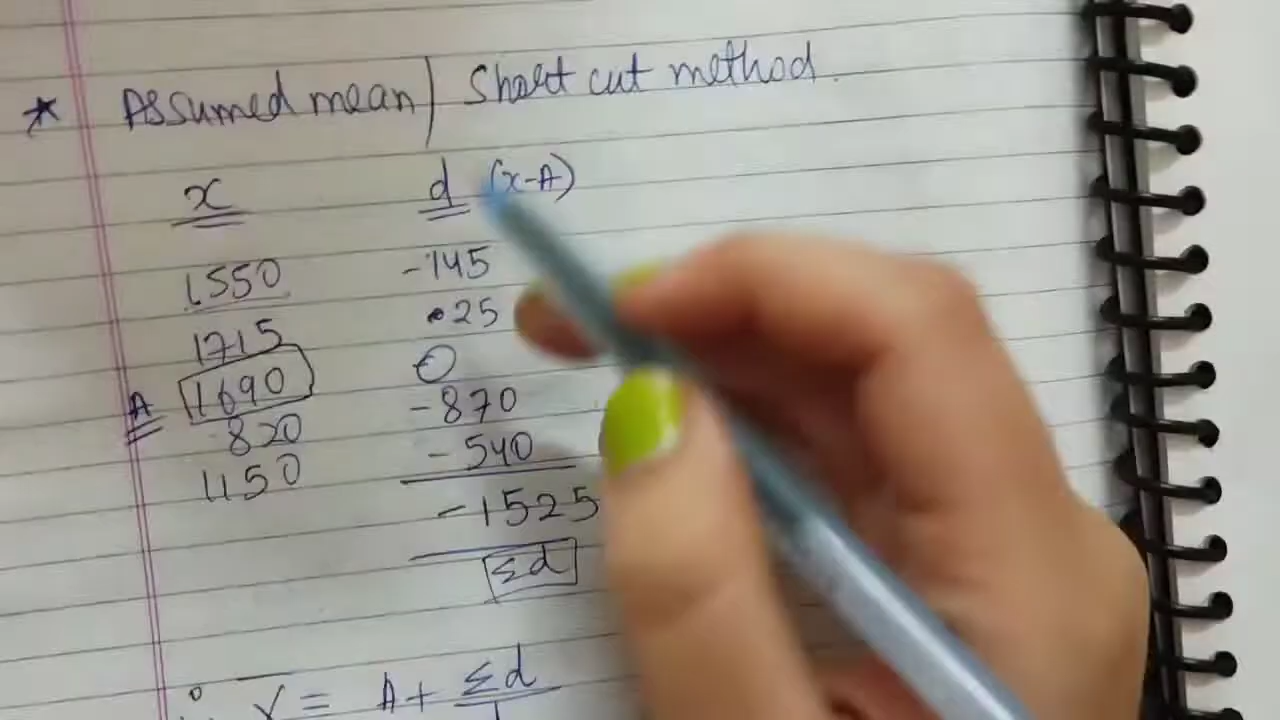 * Assumed mean / Short cut method.
x d (x-A)
1550 -145
1715 25
A 1690 0
820 -870
1150 -540
-1525
Σd
∴ X = A + Σd